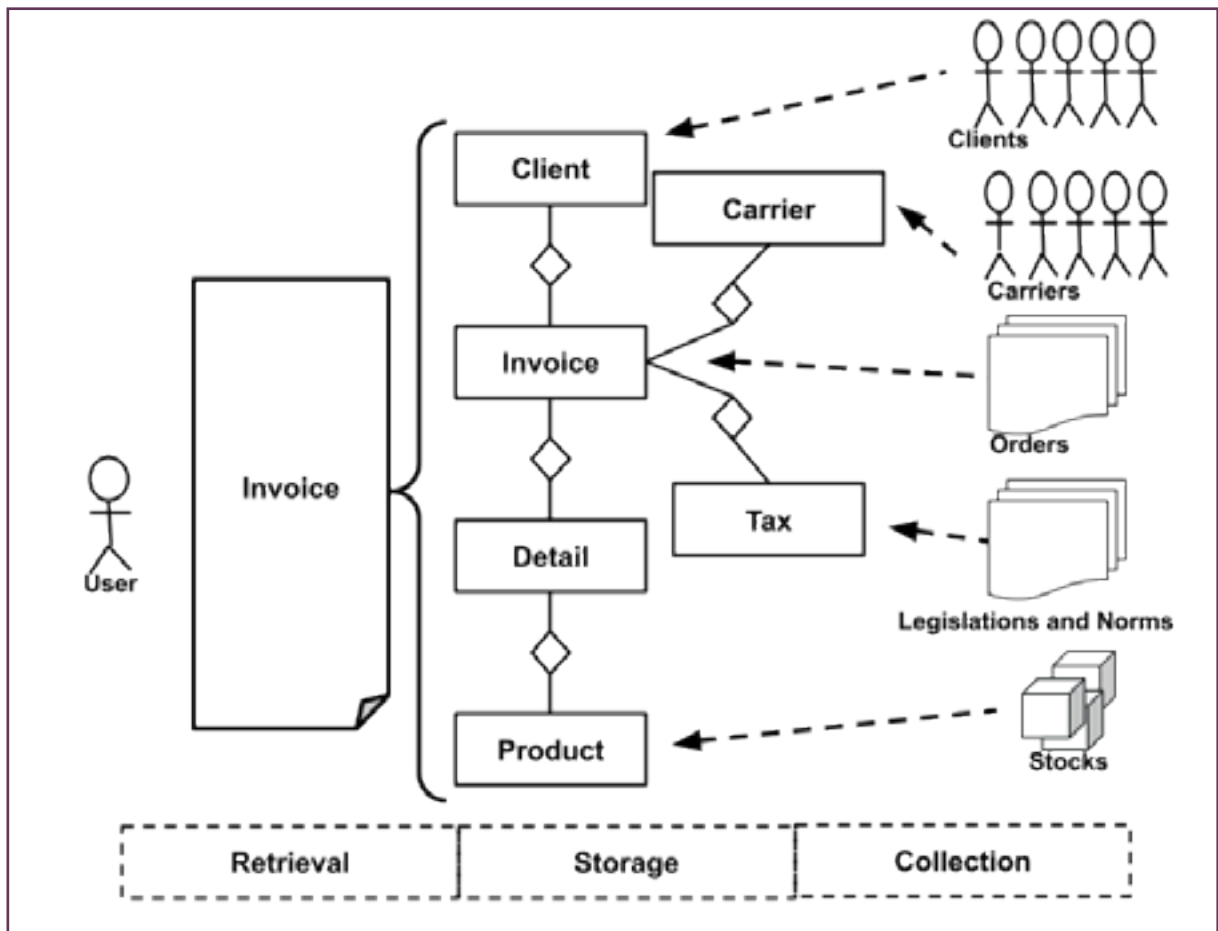 Clients
Client
Carrier
Carriers
Invoice
Orders
Invoice
User
Detail
Tax
Legislations and Norms
Product
Stocks
Retrieval
Storage
Collection